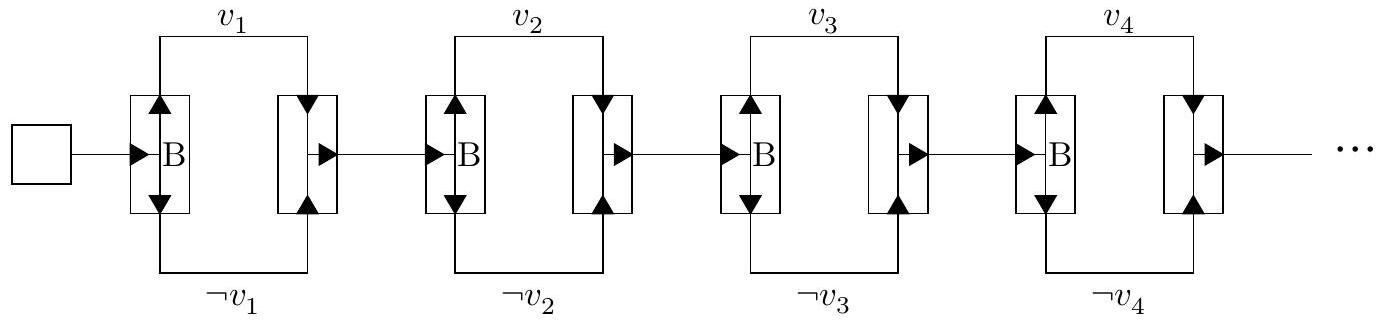 v₁ v₂ v₃ v₄
B B B B ...
¬v₁ ¬v₂ ¬v₃ ¬v₄